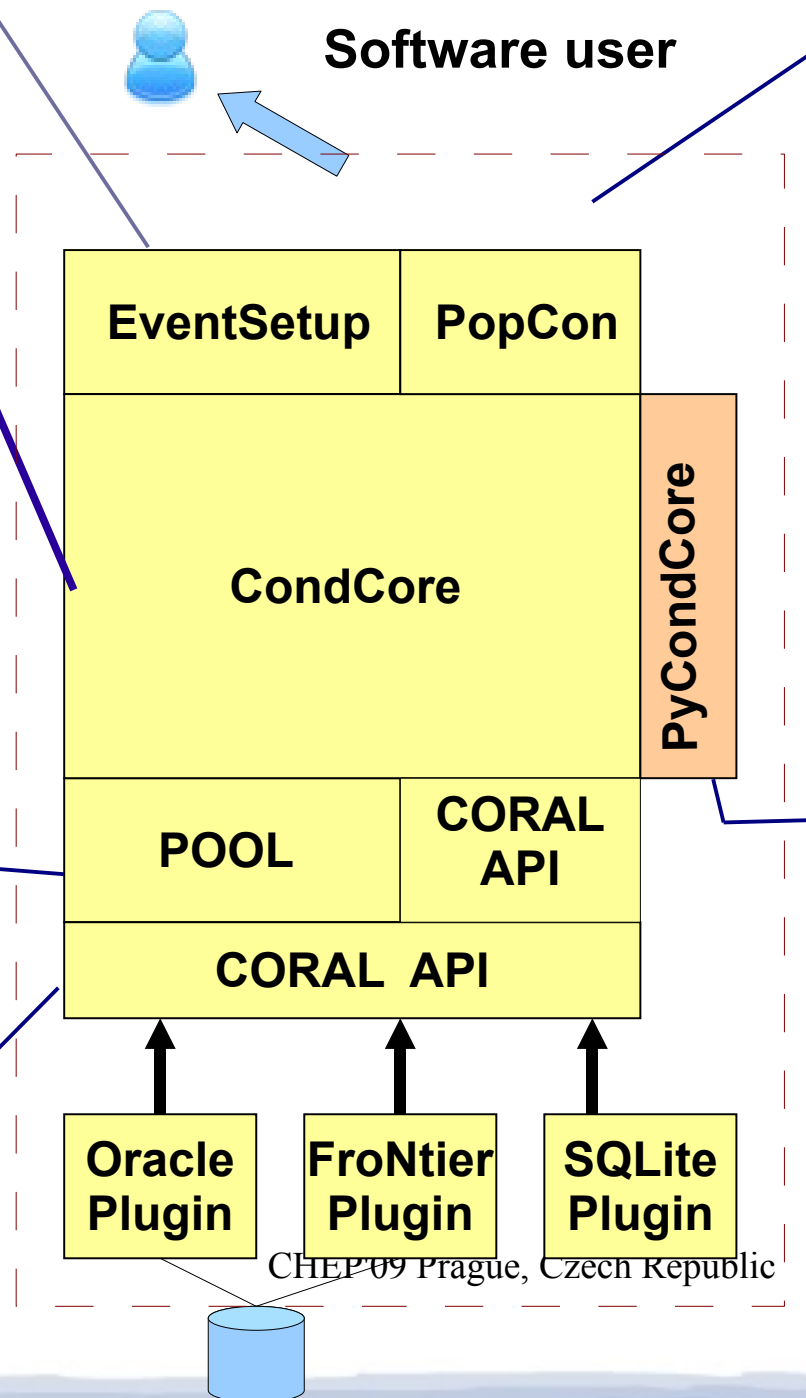 Software user
EventSetup
PopCon
CondCore
PyCondCore
POOL
CORAL
API
CORAL API
Oracle
Plugin
FroNtier
Plugin
SQLite
Plugin
CHEP'09 Prague, Czech Republic